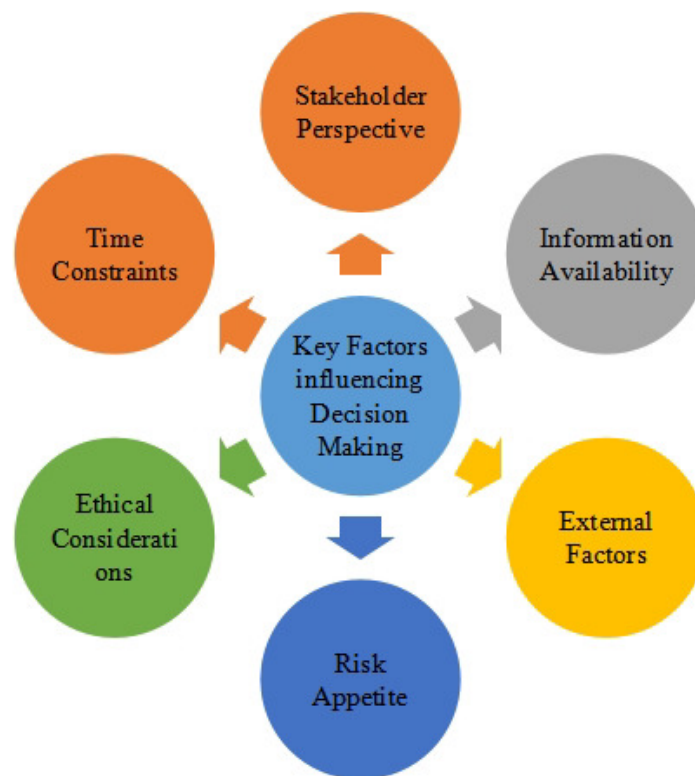 Stakeholder
Perspective
Time
Constraints
Information
Availability
Key Factors
influencing
Decision
Making
Ethical
Considerati
ons
External
Factors
Risk
Appetite